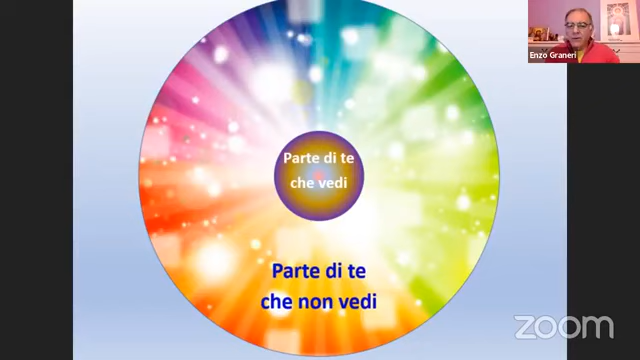 Enzo Graneri
Parte di te
che vedi
Parte di te
che non vedi
zoom